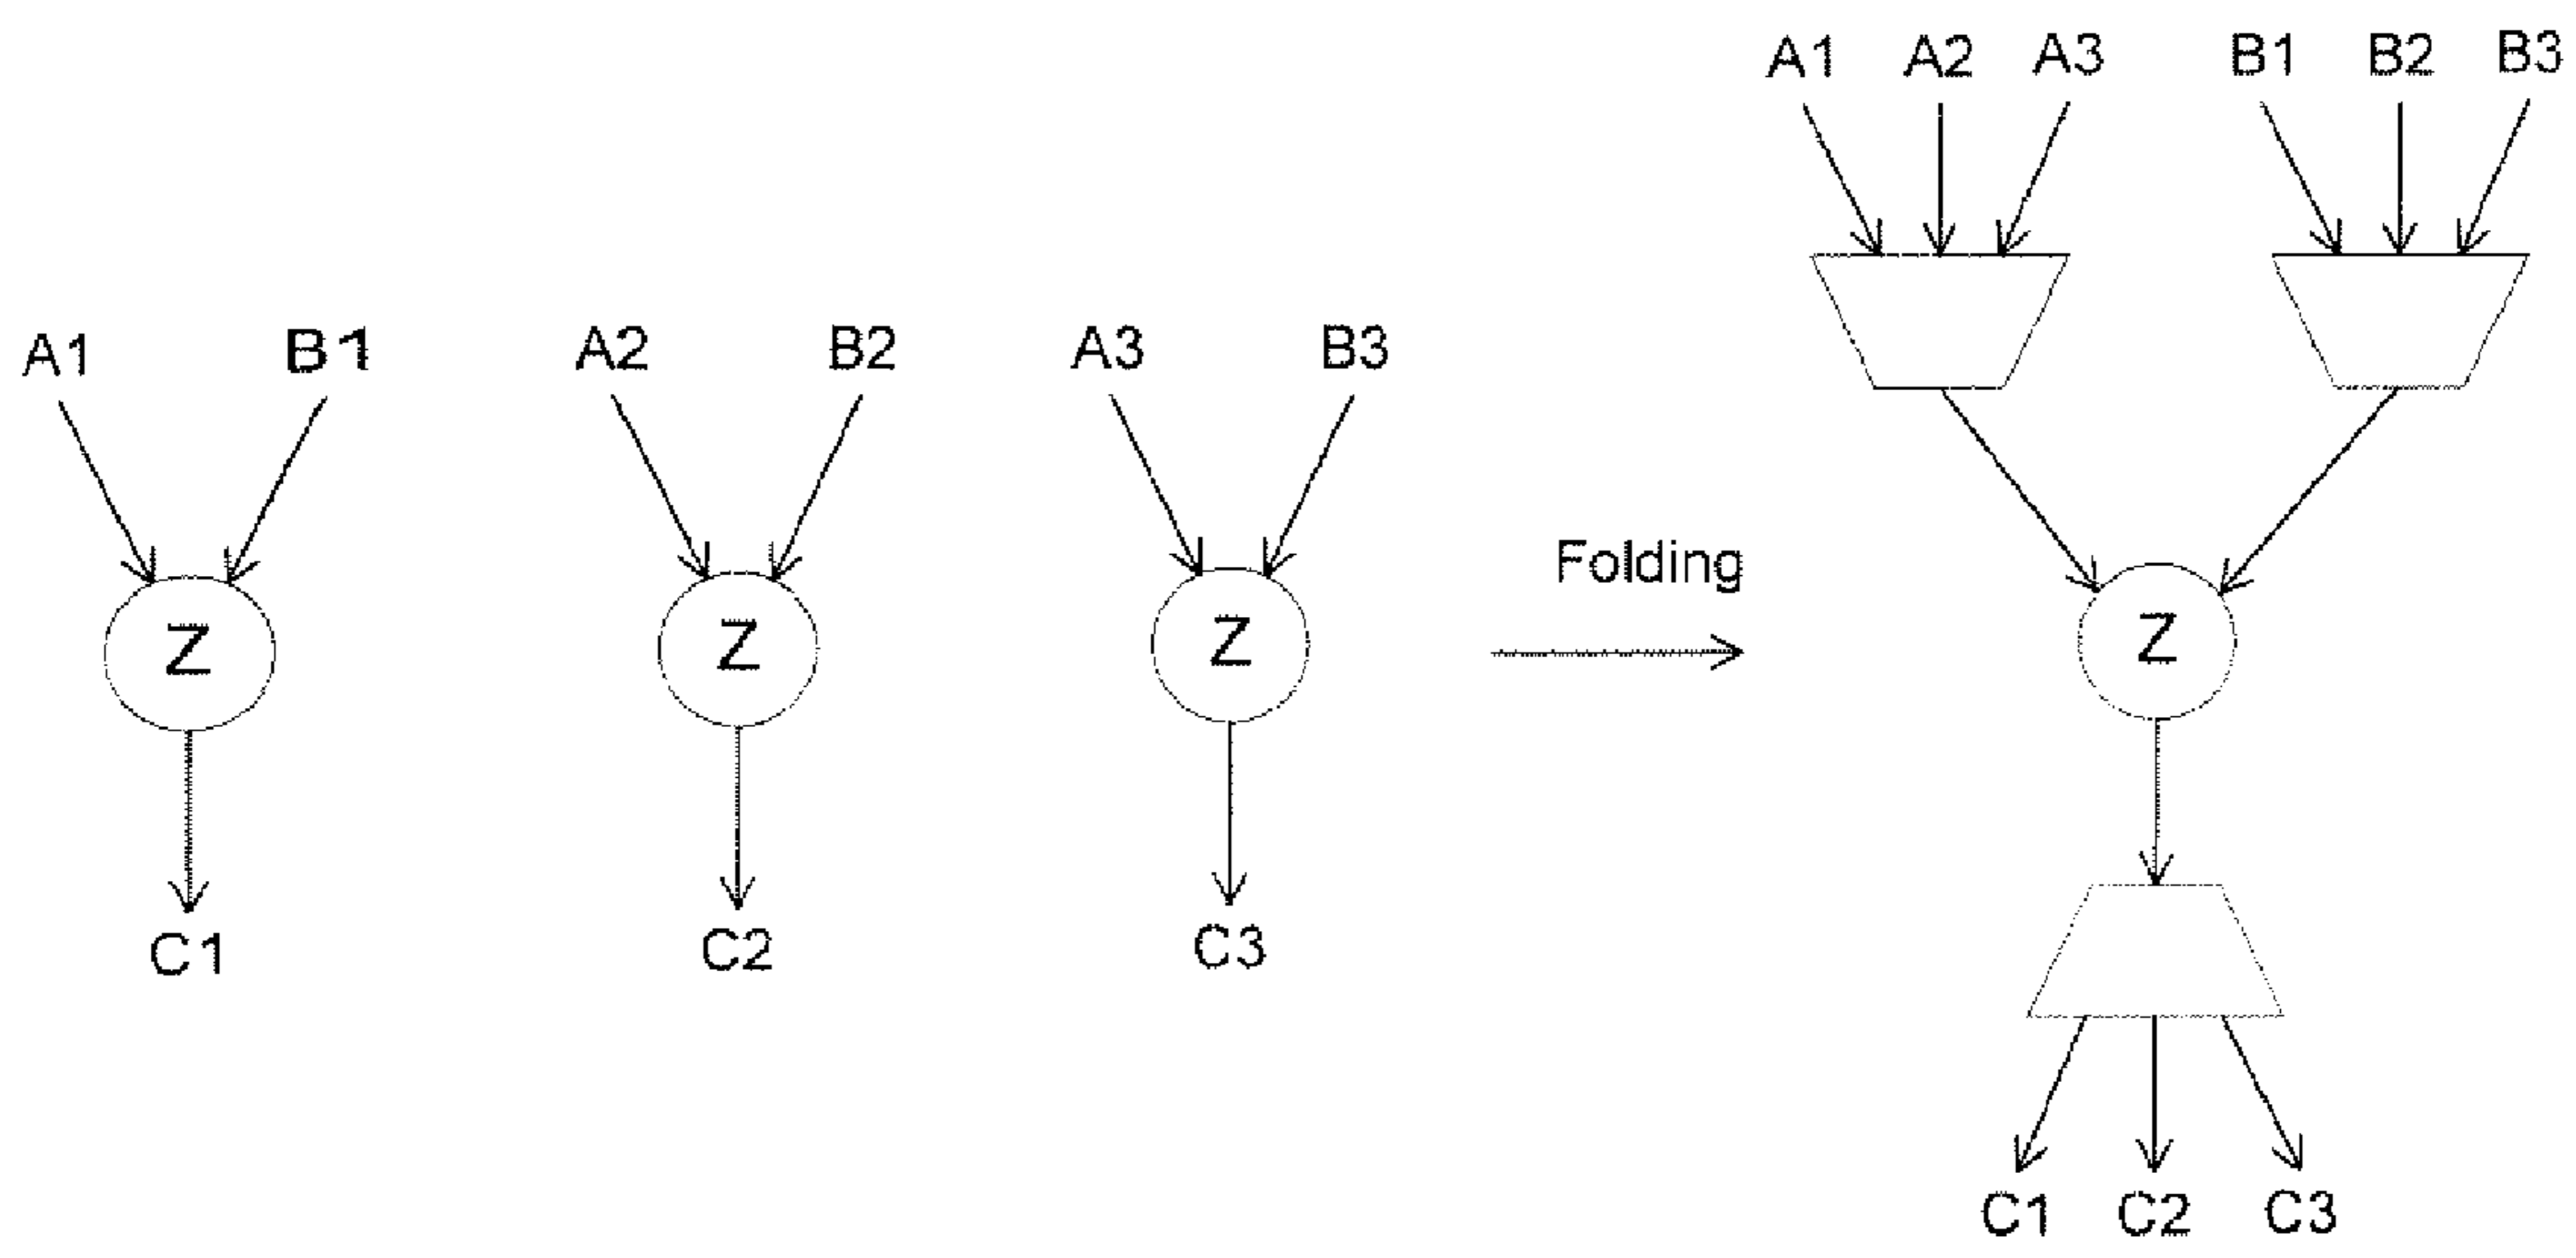 A1 A2 A3 B1 B2 B3
A1 B1 A2 B2 A3 B3
Folding
Z Z Z Z
C1 C2 C3
C1 C2 C3